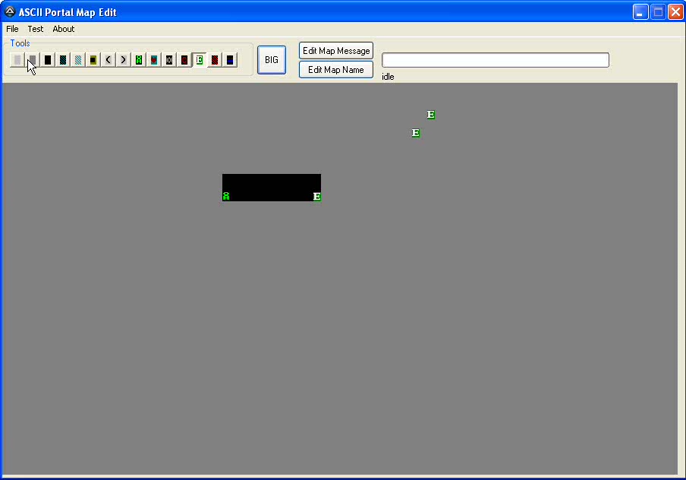 ASCII Portal Map Edit
File Test About
Tools
< > E
BIG
Edit Map Message
Edit Map Name
idle
E
E
E